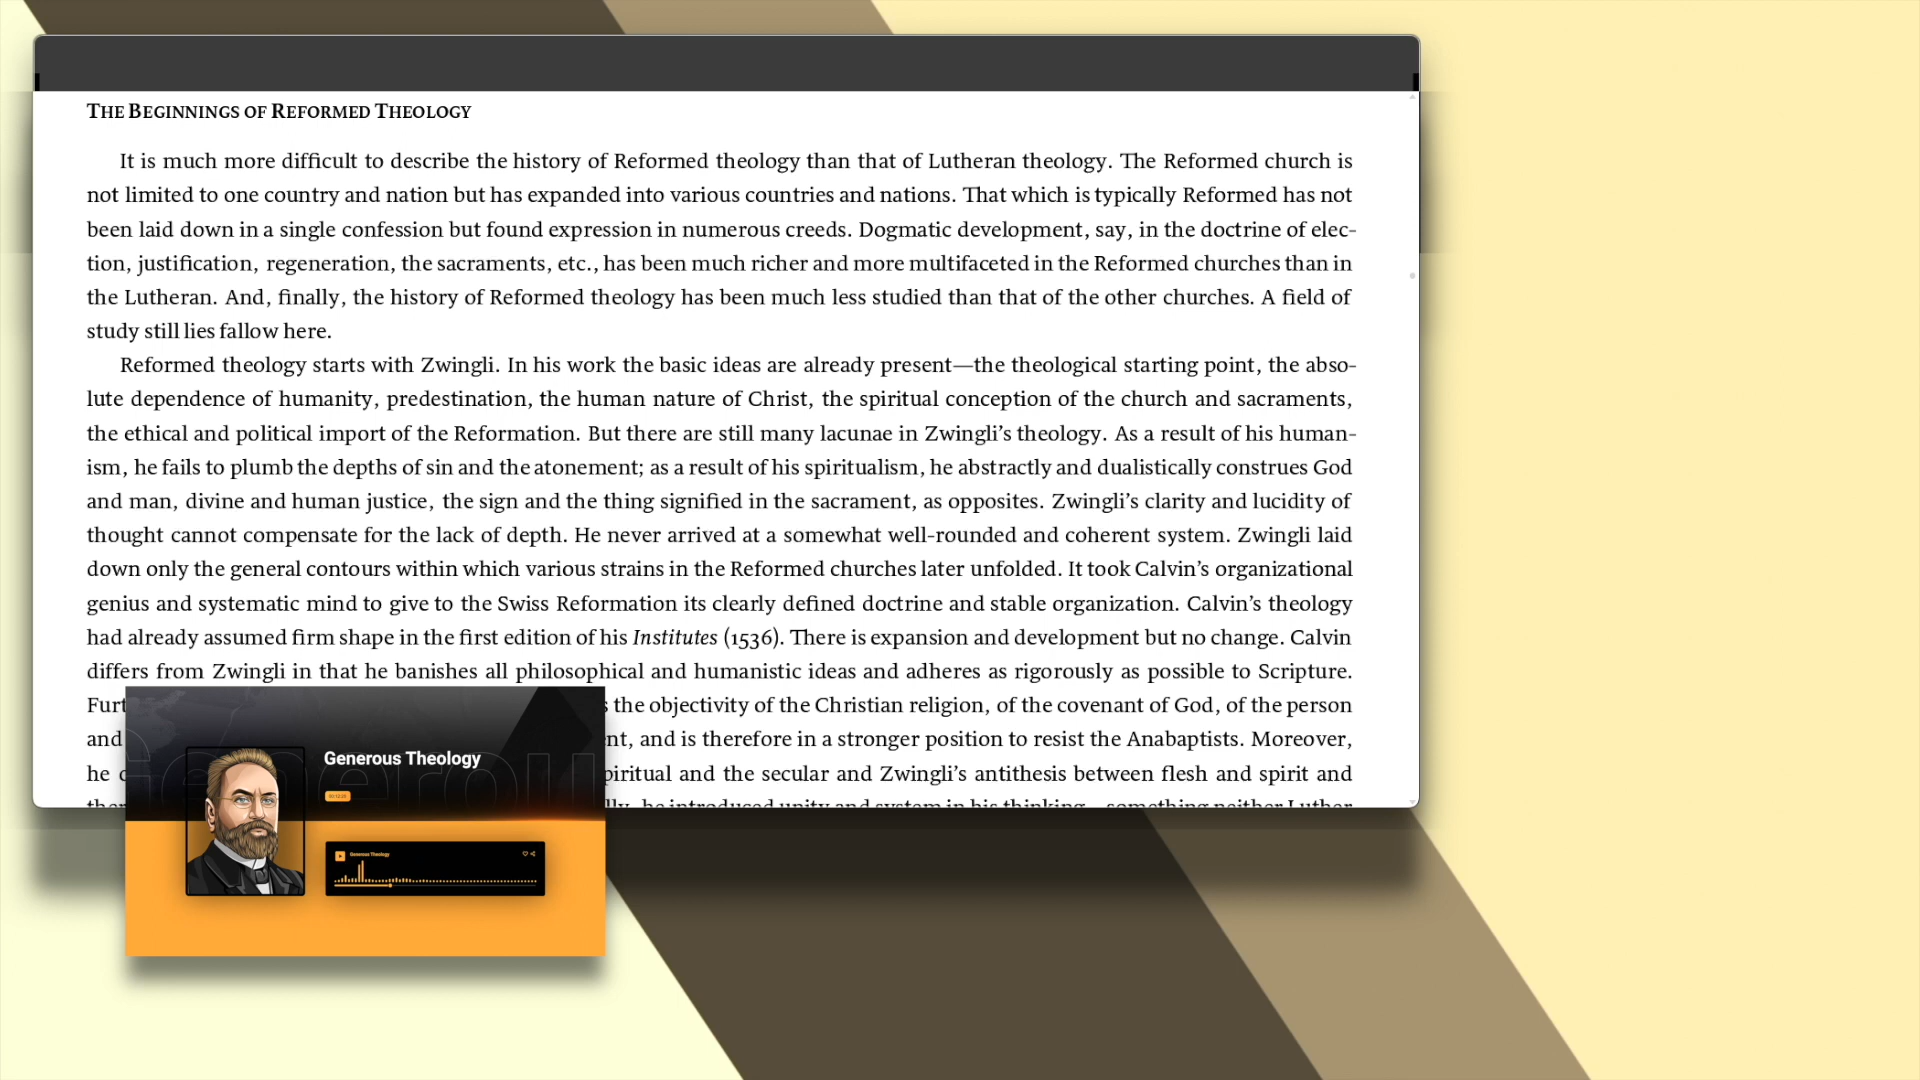 THE BEGINNINGS OF REFORMED THEOLOGY
It is much more difficult to describe the history of Reformed theology than that of Lutheran theology. The Reformed church is
not limited to one country and nation but has expanded into various countries and nations. That which is typically Reformed has not
been laid down in a single confession but found expression in numerous creeds. Dogmatic development, say, in the doctrine of elec-
tion, justification, regeneration, the sacraments, etc., has been much richer and more multifaceted in the Reformed churches than in
the Lutheran. And, finally, the history of Reformed theology has been much less studied than that of the other churches. A field of
study still lies fallow here.
Reformed theology starts with Zwingli. In his work the basic ideas are already present—the theological starting point, the abso-
lute dependence of humanity, predestination, the human nature of Christ, the spiritual conception of the church and sacraments,
the ethical and political import of the Reformation. But there are still many lacunae in Zwingli’s theology. As a result of his human-
ism, he fails to plumb the depths of sin and the atonement; as a result of his spiritualism, he abstractly and dualistically construes God
and man, divine and human justice, the sign and the thing signified in the sacrament, as opposites. Zwingli’s clarity and lucidity of
thought cannot compensate for the lack of depth. He never arrived at a somewhat well-rounded and coherent system. Zwingli laid
down only the general contours within which various strains in the Reformed churches later unfolded. It took Calvin’s organizational
genius and systematic mind to give to the Swiss Reformation its clearly defined doctrine and stable organization. Calvin’s theology
had already assumed firm shape in the first edition of his Institutes (1536). There is expansion and development but no change. Calvin
differs from Zwingli in that he banishes all philosophical and humanistic ideas and adheres as rigorously as possible to Scripture.
the objectivity of the Christian religion, of the covenant of God, of the person
and and is therefore in a stronger position to resist the Anabaptists. Moreover,
he and the secular and Zwingli’s antithesis between flesh and spirit and
he introduced unity and system in his thinking—something neither Luther
Generous Theology
Generous Theology